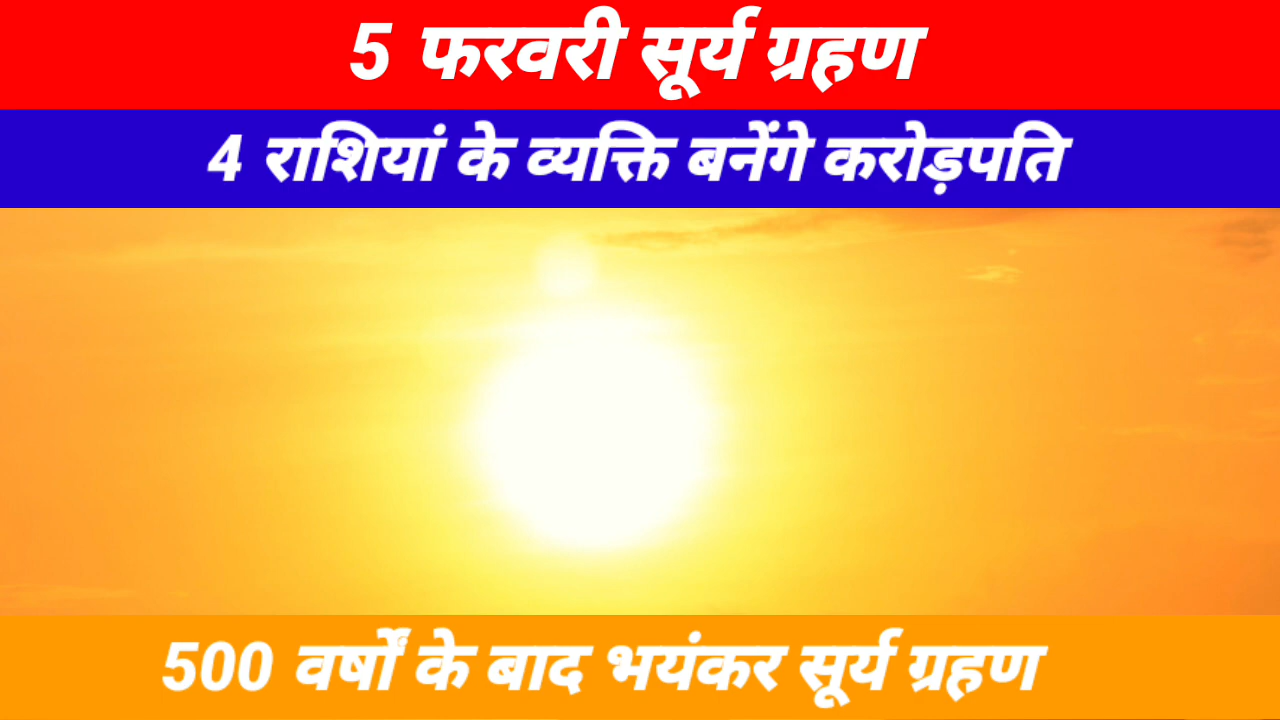 5 फरवरी सूर्य ग्रहण
4 राशियां के व्यक्ति बनेंगे करोड़पति
500 वर्षों के बाद भयंकर सूर्य ग्रहण